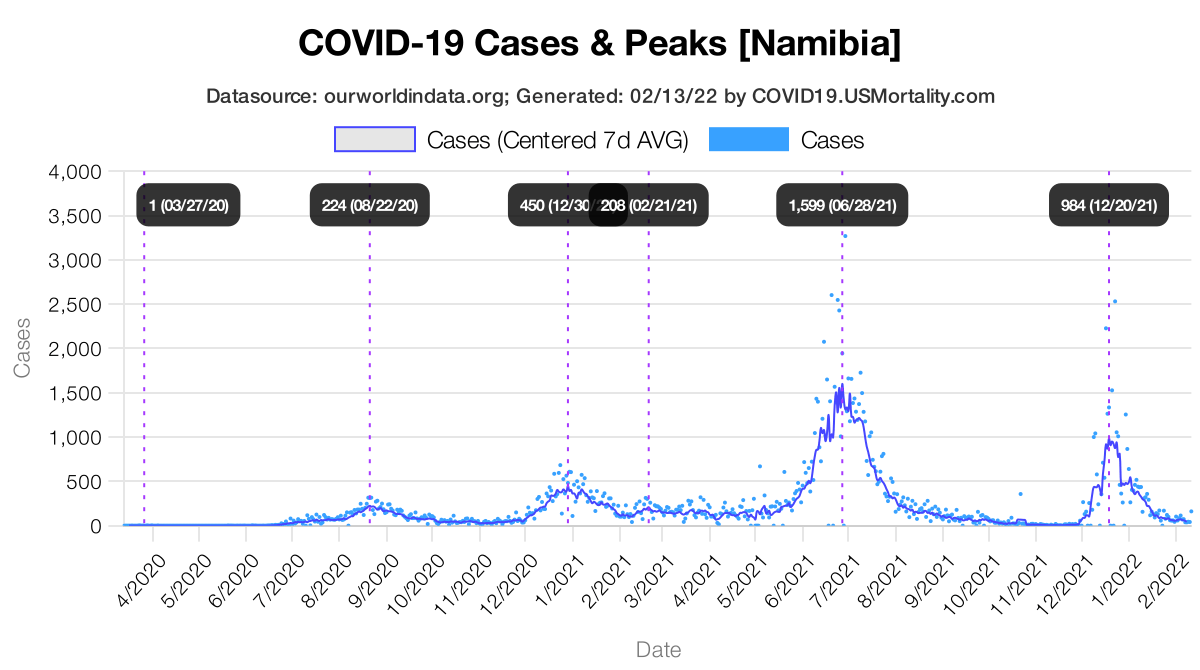 COVID-19 Cases & Peaks [Namibia]
Datasource: ourworldindata.org; Generated: 02/13/22 by COVID19.USMortality.com
Cases (Centered 7d AVG) Cases
1 (03/27/20) 224 (08/22/20) 450 (12/30/ 208 (02/21/21) 1,599 (06/28/21) 984 (12/20/21)
4,000
3,500
3,000
2,500
2,000
1,500
1,000
500
0
Cases
4/2020 5/2020 6/2020 7/2020 8/2020 9/2020 10/2020 11/2020 12/2020 1/2021 2/2021 3/2021 4/2021 5/2021 6/2021 7/2021 8/2021 9/2021 10/2021 11/2021 12/2021 1/2022 2/2022
Date